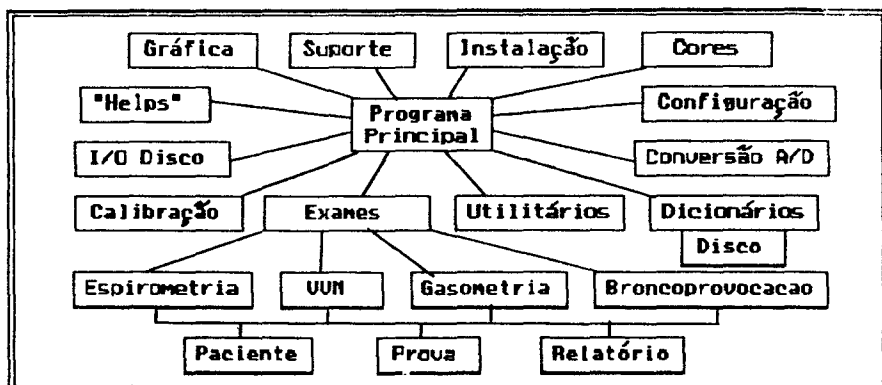 Gráfica Suporte Instalação Cores
"Helps" Programa Principal Configuração
I/O Disco Conversão A/D
Calibração Exames Utilitários Dicionários
Disco
Espirometria VVM Gasometria Broncoprovocacao
Paciente Prova Relatório